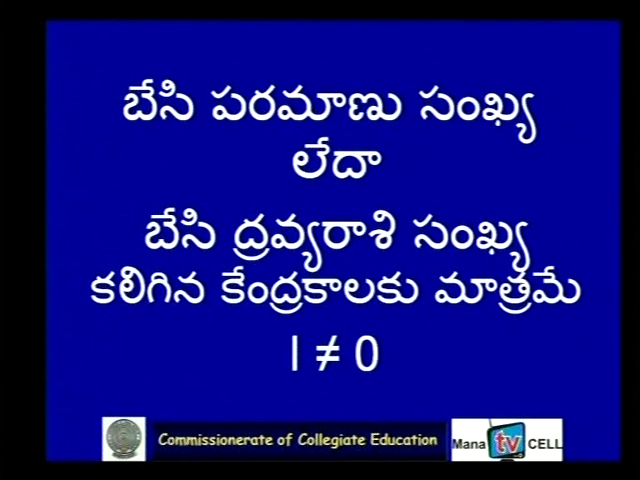 బేసి పరమాణు సంఖ్య
లేదా
బేసి ద్రవ్యరాశి సంఖ్య
కలిగిన కేంద్రకాలకు మాత్రమే
I ≠ 0
Commissionerate of Collegiate Education
Mana tv CELL